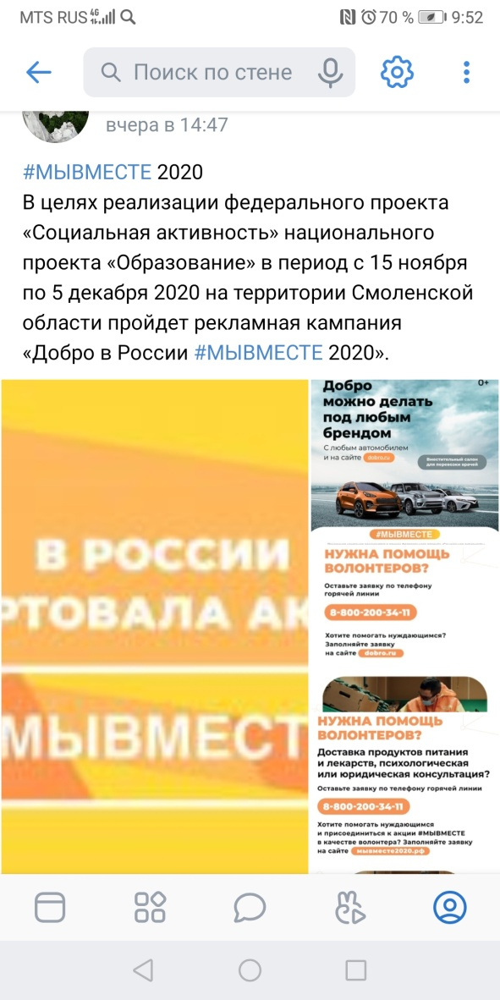 MTS RUS 4G 70 % 9:52
Поиск по стене
вчера в 14:47
#МЫВМЕСТЕ 2020
В целях реализации федерального проекта
«Социальная активность» национального
проекта «Образование» в период с 15 ноября
по 5 декабря 2020 на территории Смоленской
области пройдет рекламная кампания
«Добро в России #МЫВМЕСТЕ 2020».
В РОССИИ
РТОВАЛА АК
МЫВМЕСТ
Добро
можно делать
под любым
брендом
0+
С любым автомобилем
и на сайте dobro.ru
Вместительный салон
для перевозки врачей
#МЫВМЕСТЕ
НУЖНА ПОМОЩЬ
ВОЛОНТЕРОВ?
Оставьте заявку по телефону
горячей линии
8-800-200-34-11
Хотите помогать нуждающимся?
Заполняйте заявку
на сайте dobro.ru
НУЖНА ПОМОЩЬ
ВОЛОНТЕРОВ?
Доставка продуктов питания
и лекарств, психологическая
или юридическая консультация?
Оставьте заявку по телефону горячей линии
8-800-200-34-11
Хотите помогать нуждающимся
и присоединиться к акции #МЫВМЕСТЕ
в качестве волонтера? Заполняйте заявку
на сайте мывместе2020.рф